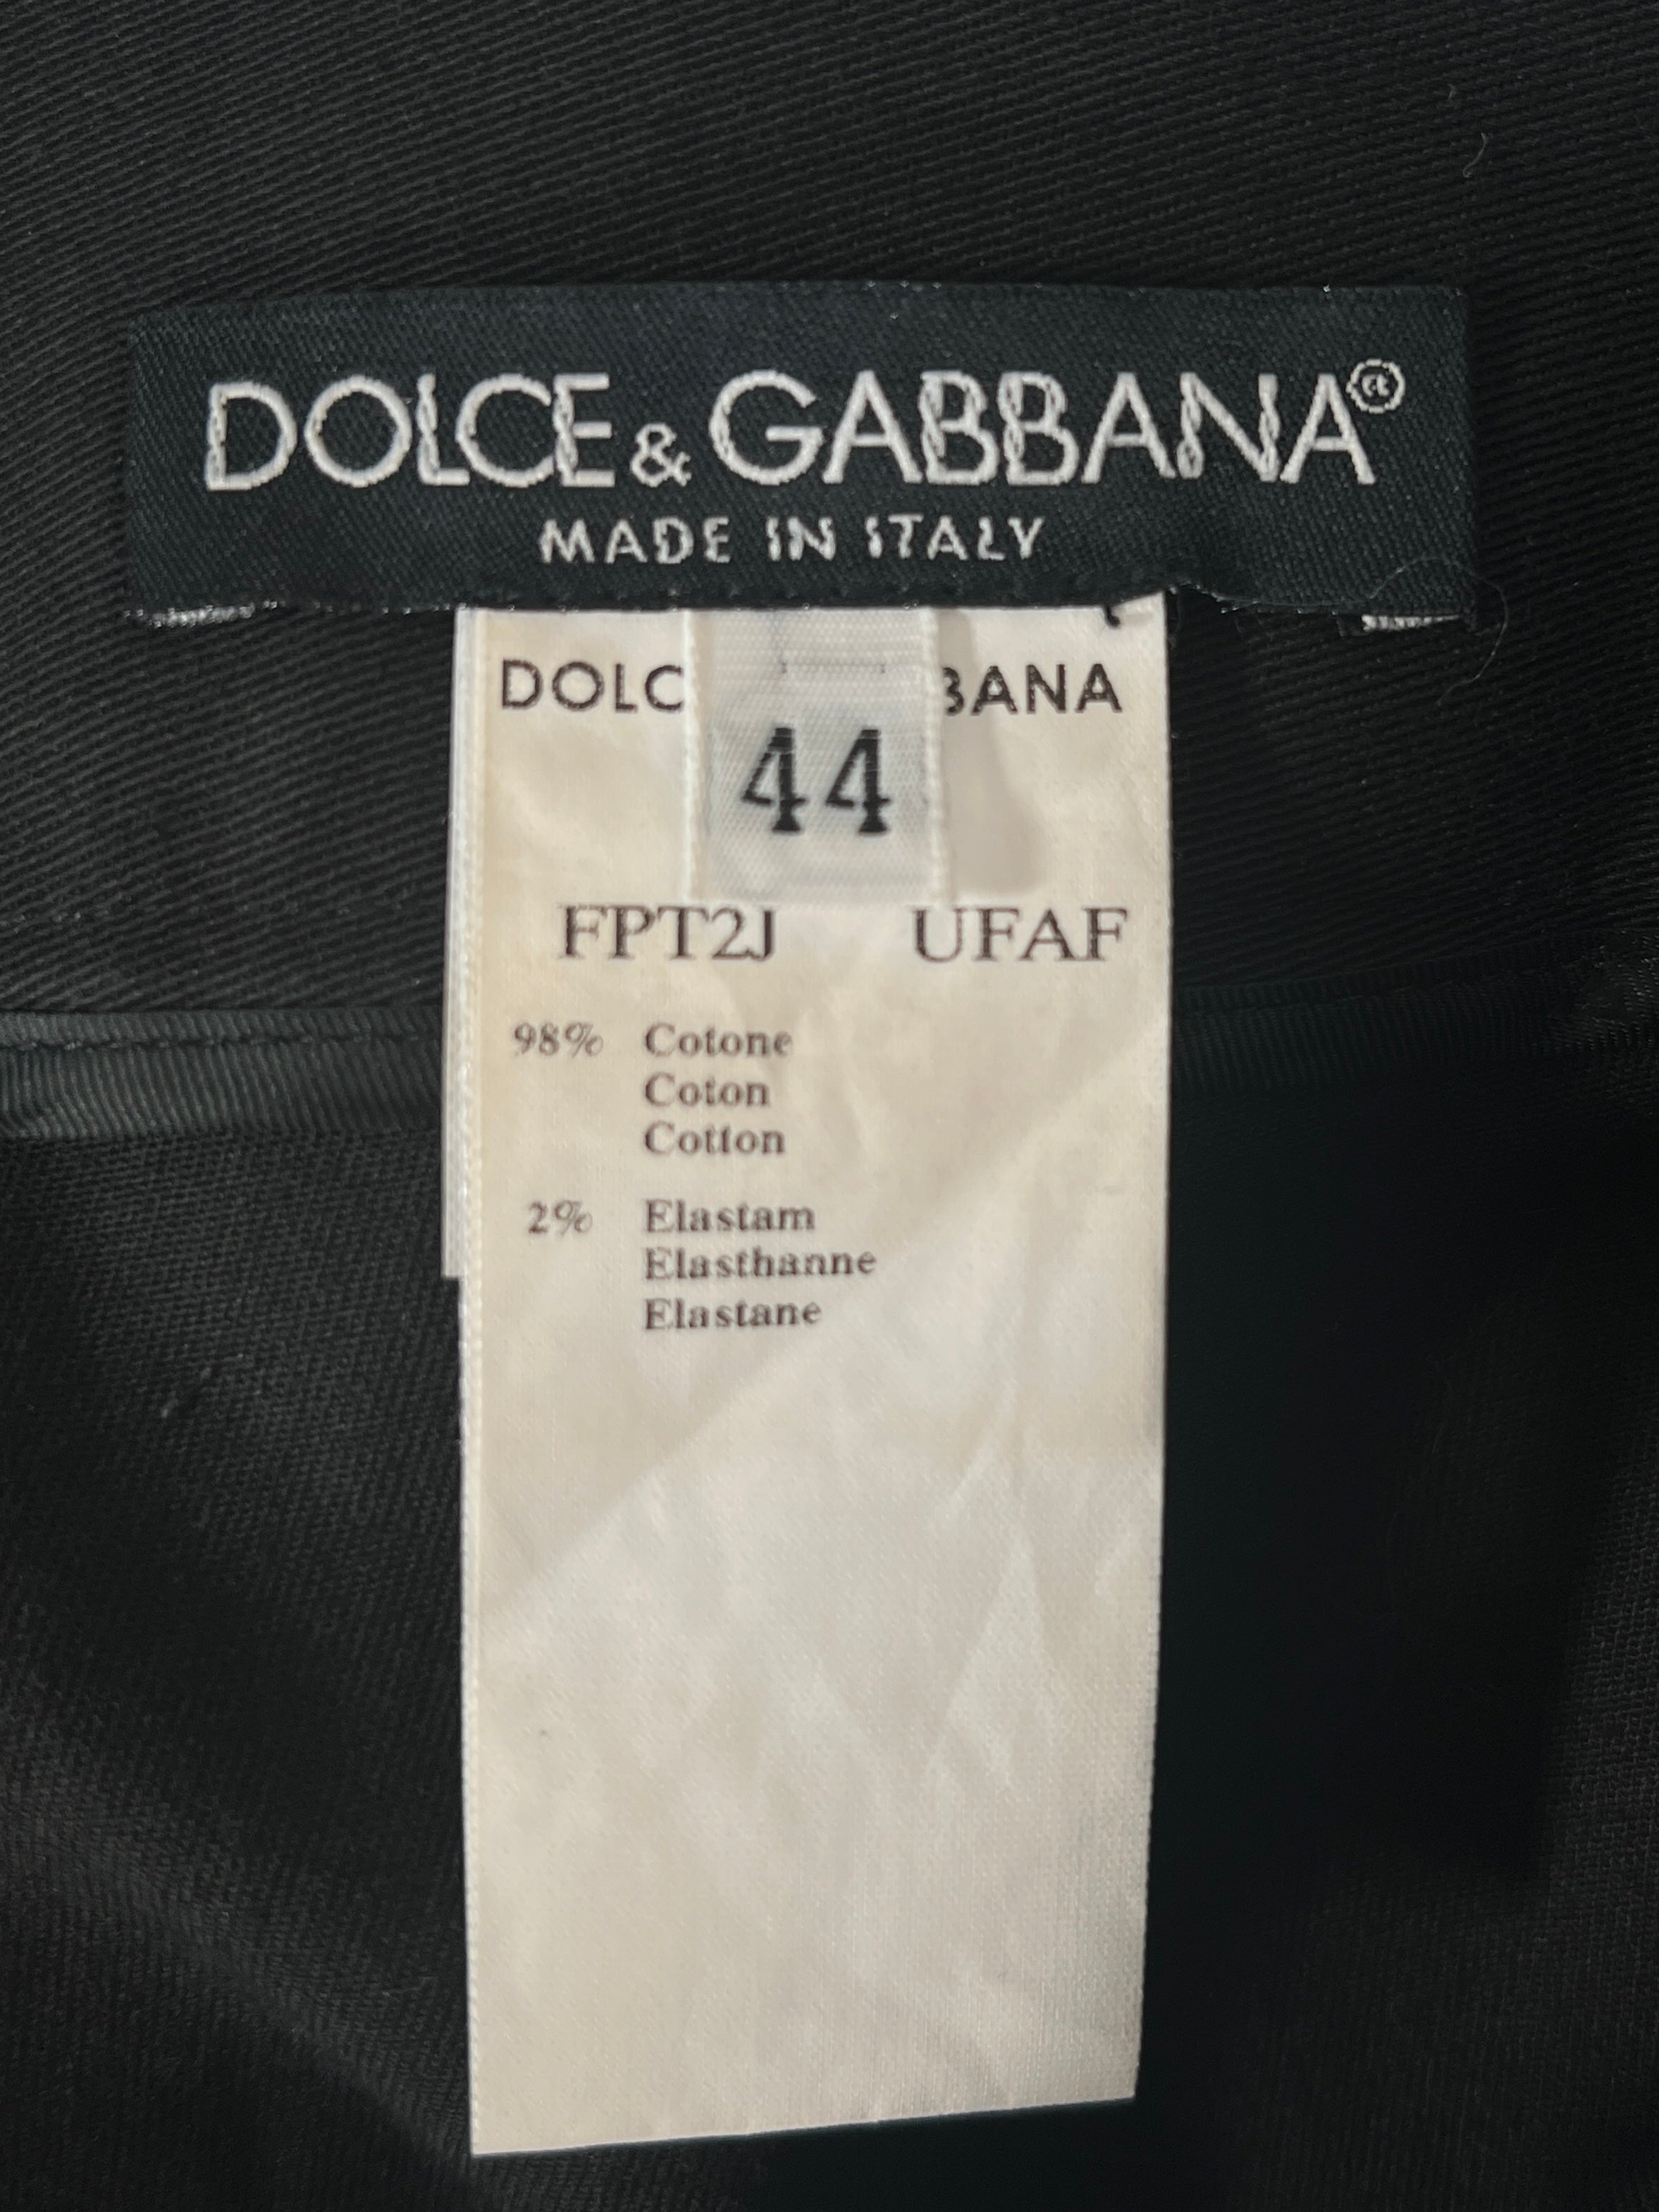 DOLCE & GABBANA®
MADE IN ITALY
DOLC BANA
44
FPT2J UFAF
98% Cotone
Coton
Cotton
2% Elastam
Elasthanne
Elastane